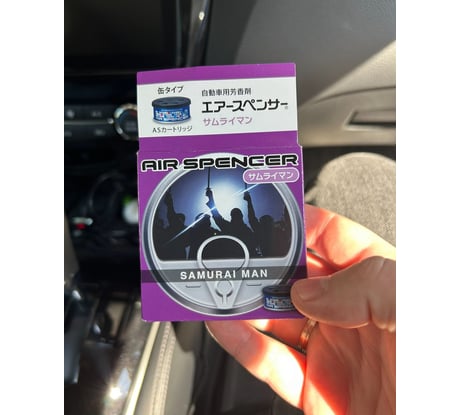 缶タイプ
ASカートリッジ
自動車用芳香剤
エアースペンサー®
サムライマン
AIR SPENCER
サムライマン
SAMURAI MAN